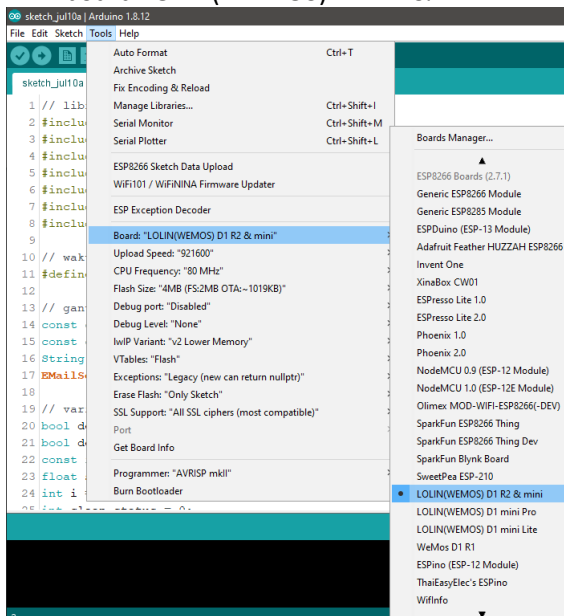 sketch_jul10a | Arduino 1.8.12
File Edit Sketch Tools Help
sketch_jul10a
1 // lib
2 #inclu
3 #inclu
4 #inclu
5 #inclu
6 #inclu
7 #inclu
8 #inclu
9
10 // wak
11 #defin
12
13 // gan
14 const
15 const
16 String
17 EMailS
18
19 // var
20 bool d
21 bool d
22 const
23 float
24 int i
25 int sleep_status = 0;
Auto Format Ctrl+T
Archive Sketch
Fix Encoding & Reload
Manage Libraries... Ctrl+Shift+I
Serial Monitor Ctrl+Shift+M
Serial Plotter Ctrl+Shift+L
ESP8266 Sketch Data Upload
WiFi101 / WiFiNINA Firmware Updater
ESP Exception Decoder
Board: "LOLIN(WEMOS) D1 R2 & mini"
Upload Speed: "921600"
CPU Frequency: "80 MHz"
Flash Size: "4MB (FS:2MB OTA:~1019KB)"
Debug port: "Disabled"
Debug Level: "None"
lwIP Variant: "v2 Lower Memory"
VTables: "Flash"
Exceptions: "Legacy (new can return nullptr)"
Erase Flash: "Only Sketch"
SSL Support: "All SSL ciphers (most compatible)"
Port
Get Board Info
Programmer: "AVRISP mkII"
Burn Bootloader
Boards Manager...
ESP8266 Boards (2.7.1)
Generic ESP8266 Module
Generic ESP8285 Module
ESPDuino (ESP-13 Module)
Adafruit Feather HUZZAH ESP8266
Invent One
XinaBox CW01
ESPresso Lite 1.0
ESPresso Lite 2.0
Phoenix 1.0
Phoenix 2.0
NodeMCU 0.9 (ESP-12 Module)
NodeMCU 1.0 (ESP-12E Module)
Olimex MOD-WIFI-ESP8266(-DEV)
SparkFun ESP8266 Thing
SparkFun ESP8266 Thing Dev
SparkFun Blynk Board
SweetPea ESP-210
LOLIN(WEMOS) D1 R2 & mini
LOLIN(WEMOS) D1 mini Pro
LOLIN(WEMOS) D1 mini Lite
WeMos D1 R1
ESPino (ESP-12 Module)
ThaiEasyElec's ESPino
WifInfo